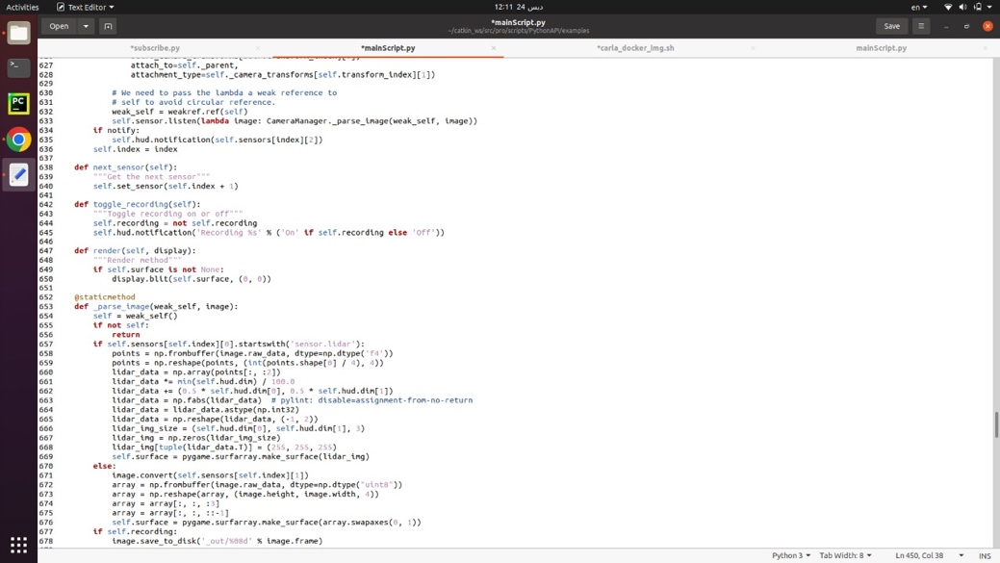 Activities
Text Editor
ديس 24 12:11
en
Open
*mainScript.py
~/catkin_ws/src/pro/scripts/PythonAPI/examples
Save
*subscribe.py
*mainScript.py
*carla_docker_img.sh
mainScript.py
627 attach_to=self._parent,
628 attachment_type=self._camera_transforms[self.transform_index][1])
629
630 # We need to pass the lambda a weak reference to
631 # self to avoid circular reference.
632 weak_self = weakref.ref(self)
633 self.sensor.listen(lambda image: CameraManager._parse_image(weak_self, image))
634 if notify:
635 self.hud.notification(self.sensors[index][2])
636 self.index = index
637
638 def next_sensor(self):
639 """Get the next sensor"""
640 self.set_sensor(self.index + 1)
641
642 def toggle_recording(self):
643 """Toggle recording on or off"""
644 self.recording = not self.recording
645 self.hud.notification('Recording %s' % ('On' if self.recording else 'Off'))
646
647 def render(self, display):
648 """Render method"""
649 if self.surface is not None:
650 display.blit(self.surface, (0, 0))
651
652 @staticmethod
653 def _parse_image(weak_self, image):
654 self = weak_self()
655 if not self:
656 return
657 if self.sensors[self.index][0].startswith('sensor.lidar'):
658 points = np.frombuffer(image.raw_data, dtype=np.dtype('f4'))
659 points = np.reshape(points, (int(points.shape[0] / 4), 4))
660 lidar_data = np.array(points[:, :2])
661 lidar_data *= min(self.hud.dim) / 100.0
662 lidar_data += (0.5 * self.hud.dim[0], 0.5 * self.hud.dim[1])
663 lidar_data = np.fabs(lidar_data) # pylint: disable=assignment-from-no-return
664 lidar_data = lidar_data.astype(np.int32)
665 lidar_data = np.reshape(lidar_data, (-1, 2))
666 lidar_img_size = (self.hud.dim[0], self.hud.dim[1], 3)
667 lidar_img = np.zeros(lidar_img_size)
668 lidar_img[tuple(lidar_data.T)] = (255, 255, 255)
669 self.surface = pygame.surfarray.make_surface(lidar_img)
670 else:
671 image.convert(self.sensors[self.index][1])
672 array = np.frombuffer(image.raw_data, dtype=np.dtype("uint8"))
673 array = np.reshape(array, (image.height, image.width, 4))
674 array = array[:, :, :3]
675 array = array[:, :, ::-1]
676 self.surface = pygame.surfarray.make_surface(array.swapaxes(0, 1))
677 if self.recording:
678 image.save_to_disk('_out/%08d' % image.frame)
Python 3
Tab Width: 8
Ln 450, Col 38
INS